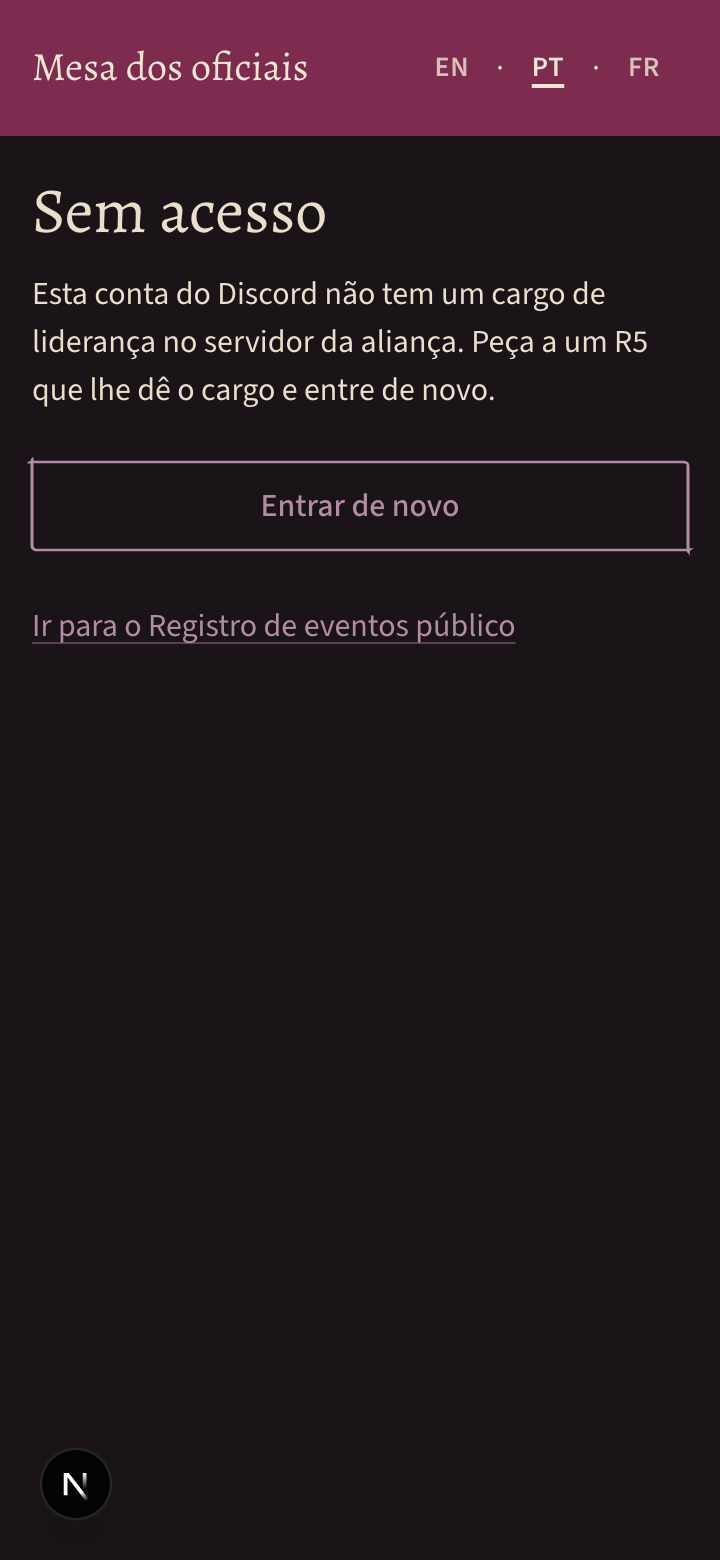 Mesa dos oficiais
EN · PT · FR
Sem acesso
Esta conta do Discord não tem um cargo de
liderança no servidor da aliança. Peça a um R5
que lhe dê o cargo e entre de novo.
Entrar de novo
Ir para o Registro de eventos público
N